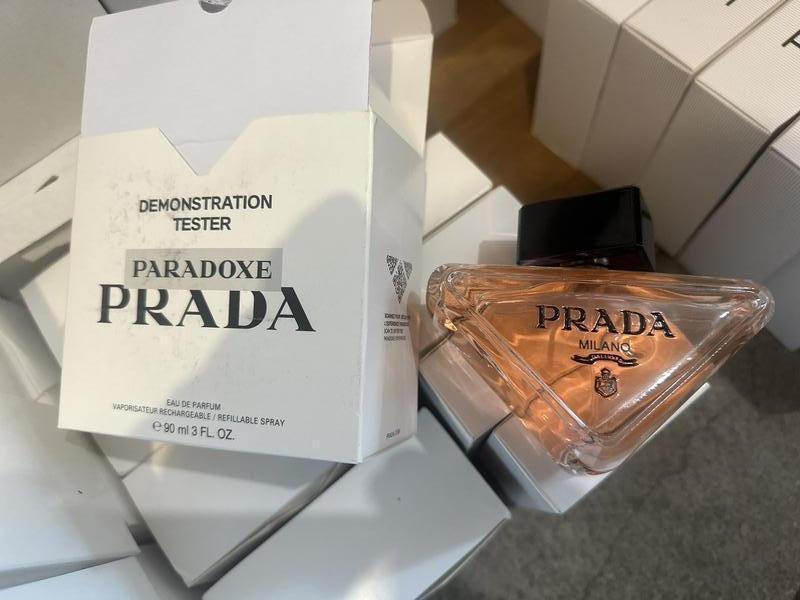 DEMONSTRATION
TESTER
PARADOXE
PRADA
EAU DE PARFUM
VAPORISATEUR RECHARGEABLE / REFILLABLE SPRAY
℮ 90 ml 3 FL. OZ.
PRADA
MILANO